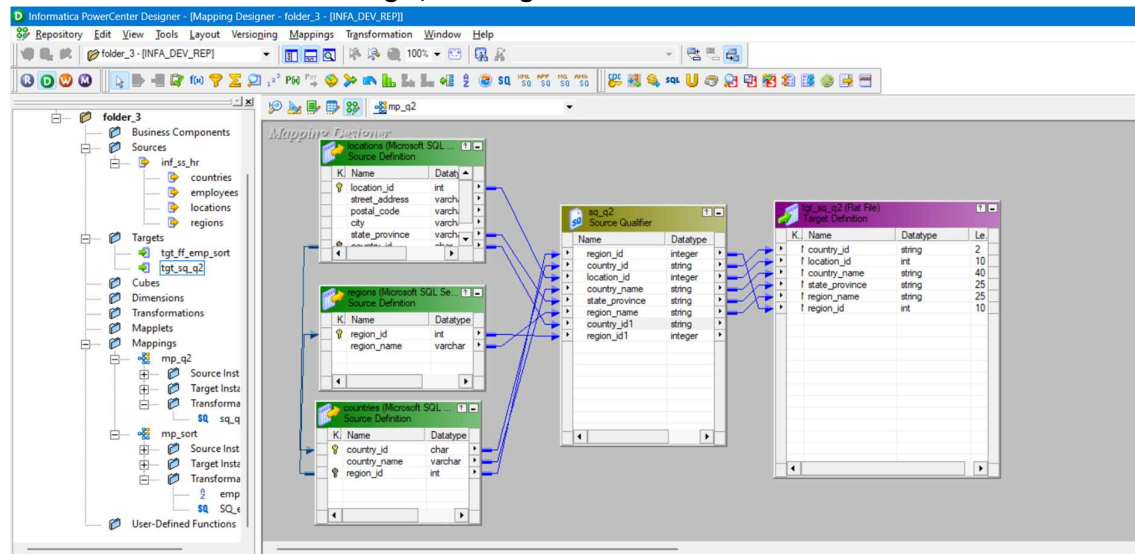 Informatica PowerCenter Designer - [Mapping Designer - folder_3 - [INFA_DEV_REP]]
Repository Edit View Tools Layout Versioning Mappings Transformation Window Help
folder_3 - [INFA_DEV_REP] 100%
mp_q2
folder_3
Business Components
Sources
inf_ss_hr
countries
employees
locations
regions
Targets
tgt_ff_emp_sort
tgt_sq_q2
Cubes
Dimensions
Transformations
Mapplets
Mappings
mp_q2
Source Inst
Target Insta
Transforma
sq_q
mp_sort
Source Inst
Target Insta
Transforma
emp
SQ_e
User-Defined Functions
Mapping Designer
locations (Microsoft SQL ...
Source Definition
K. Name Dataty
location_id int
street_address varch
postal_code varch
city varch
state_province varch
country_id char
regions (Microsoft SQL Se...
Source Definition
K. Name Datatype
region_id int
region_name varchar
countries (Microsoft SQL ...
Source Definition
K. Name Datatype
country_id char
country_name varchar
region_id int
sq_q2
Source Qualifier
Name Datatype
region_id integer
country_id string
location_id integer
country_name string
state_province string
region_name string
country_id1 string
region_id1 integer
tgt_sq_q2 (Flat File)
Target Definition
K. Name Datatype Le.
country_id string 2
location_id int 10
country_name string 40
state_province string 25
region_name string 25
region_id int 10